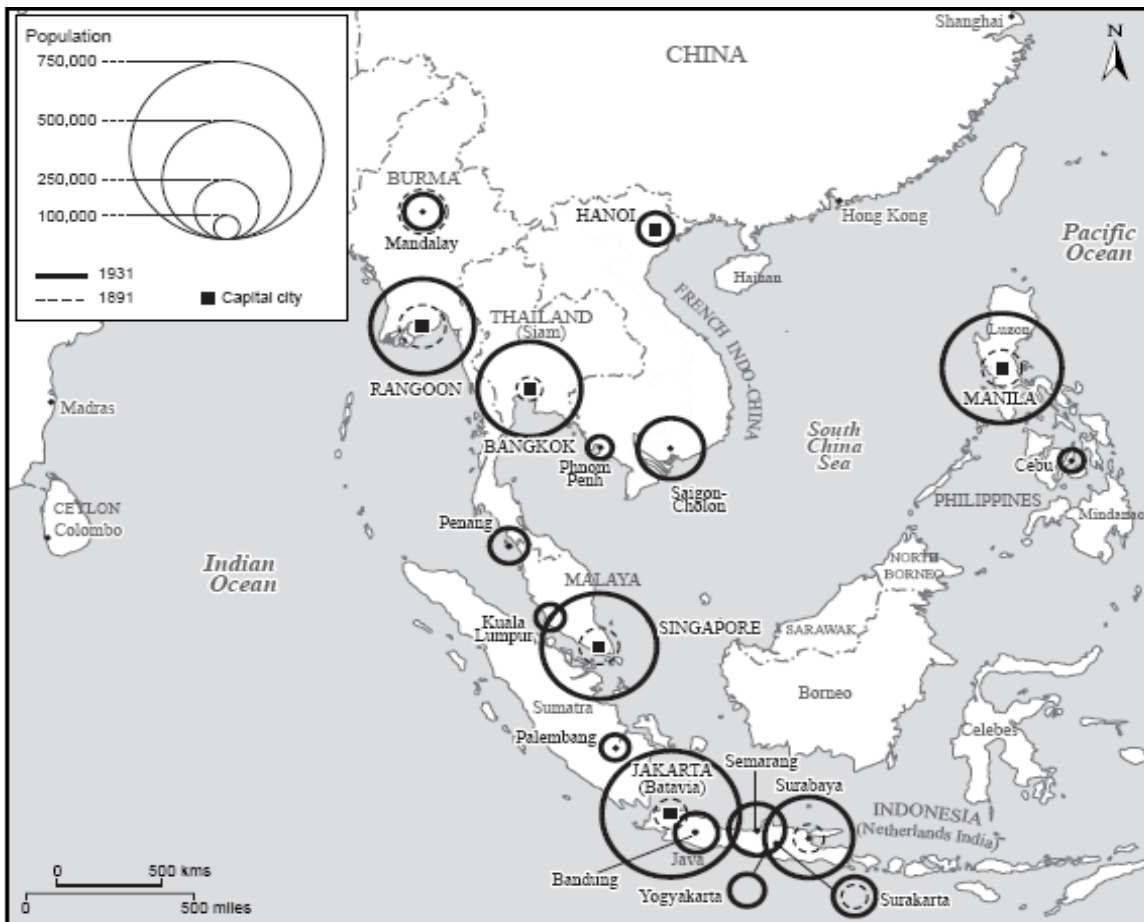 Population
750,000
500,000
250,000
100,000
1931
1891
Capital city
Shanghai
N
CHINA
BURMA
Mandalay
HANOI
Hong Kong
Pacific
Ocean
Hainan
THAILAND
(Siam)
FRENCH INDO-CHINA
Luzon
RANGOON
MANILA
Madras
BANGKOK
Phnom
Penh
Saigon-
Cholon
South
China
Sea
Cebu
PHILIPPINES
Mindanao
CEYLON
Colombo
Penang
Indian
Ocean
MALAYA
NORTH
BORNEO
Kuala
Lumpur
SINGAPORE
SARAWAK
Sumatra
Borneo
Celebes
Palembang
JAKARTA
(Batavia)
Semarang
Surabaya
INDONESIA
(Netherlands India)
Java
Bandung
Yogyakarta
Surakarta
0 500 kms
0 500 miles